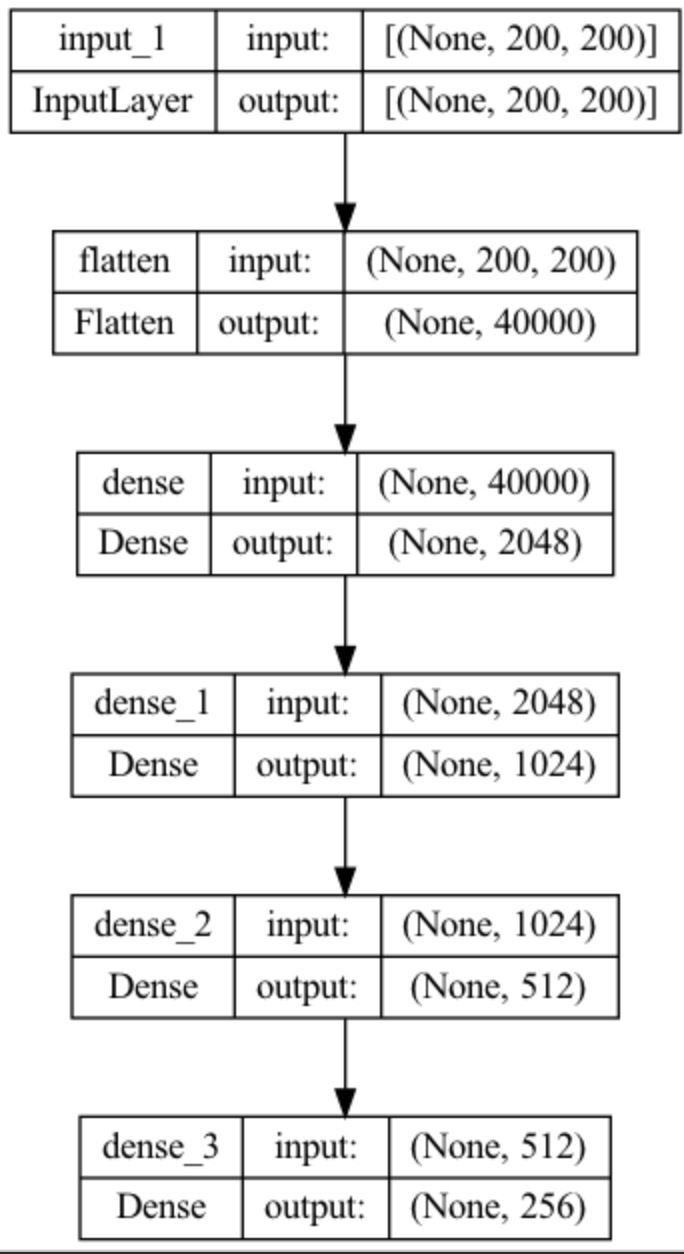 input_1 input: [(None, 200, 200)]
InputLayer output: [(None, 200, 200)]
flatten input: (None, 200, 200)
Flatten output: (None, 40000)
dense input: (None, 40000)
Dense output: (None, 2048)
dense_1 input: (None, 2048)
Dense output: (None, 1024)
dense_2 input: (None, 1024)
Dense output: (None, 512)
dense_3 input: (None, 512)
Dense output: (None, 256)